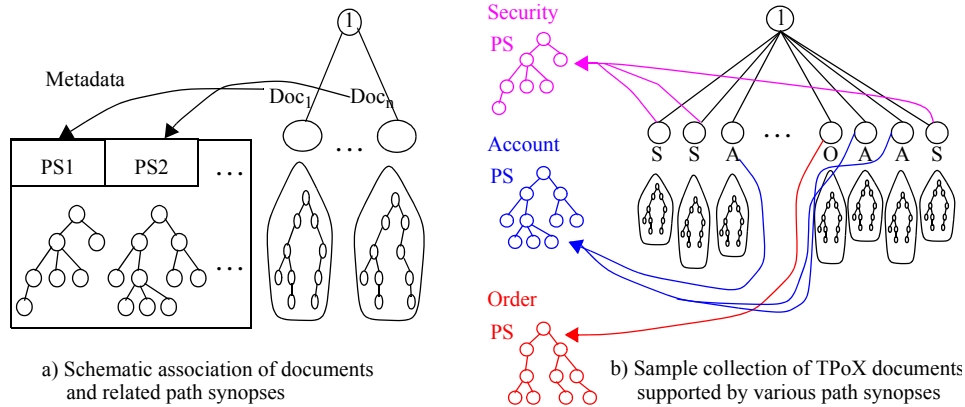 1
Metadata
Doc1
Docn
...
PS1
PS2
...
...
a) Schematic association of documents
and related path synopses
Security
PS
1
Account
PS
...
S
S
A
O
A
A
S
Order
PS
b) Sample collection of TPoX documents
supported by various path synopses